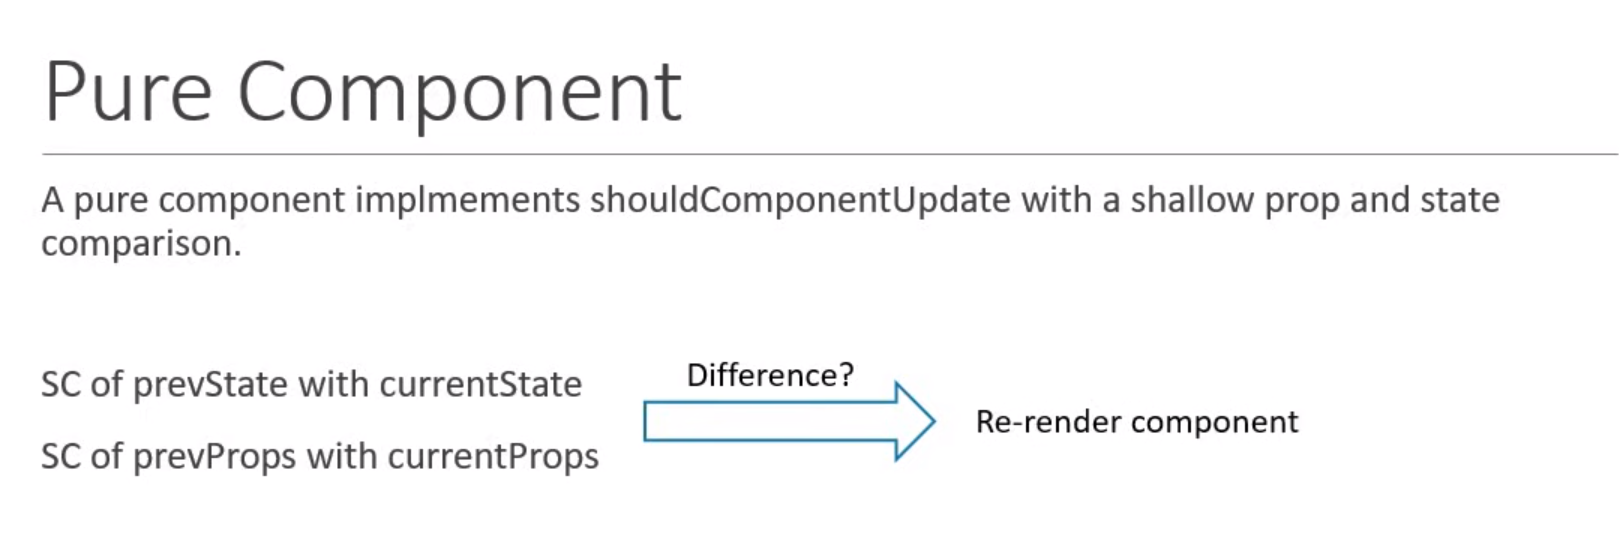 Pure Component
A pure component implmements shouldComponentUpdate with a shallow prop and state
comparison.
SC of prevState with currentState
Difference?
Re-render component
SC of prevProps with currentProps